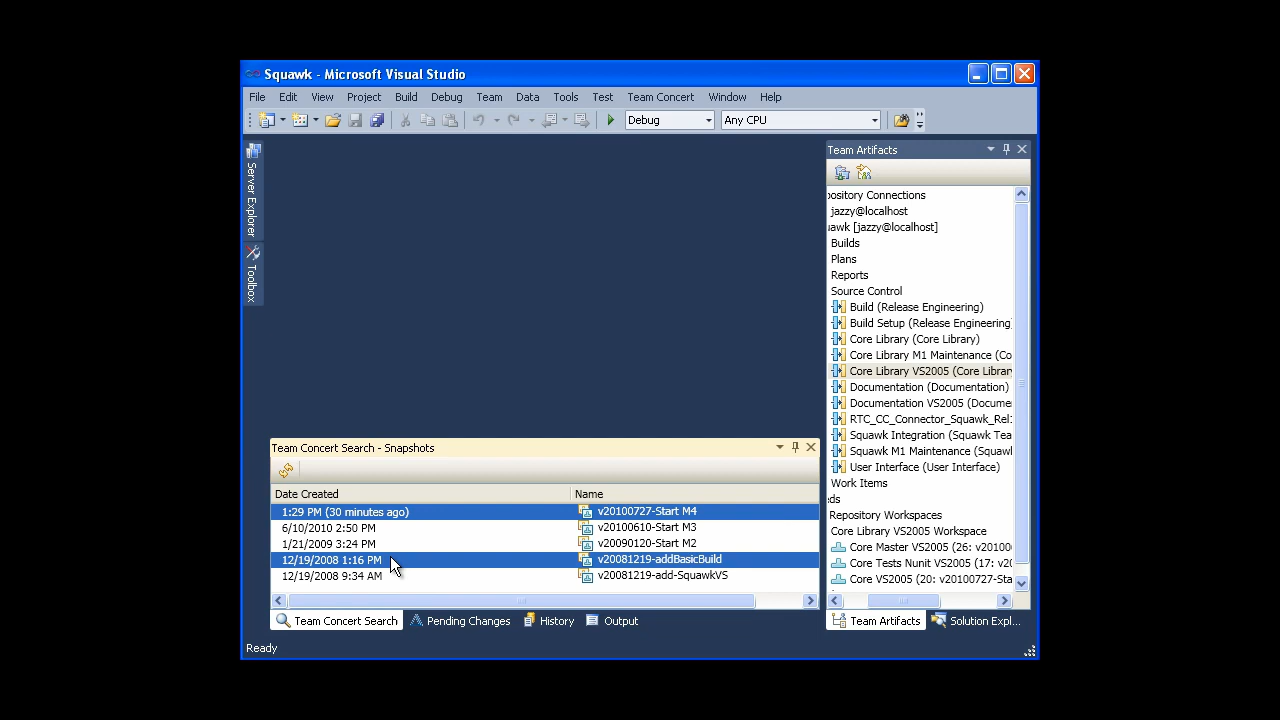 Squawk - Microsoft Visual Studio
File Edit View Project Build Debug Team Data Tools Test Team Concert Window Help
Debug Any CPU
Server Explorer
Toolbox
Team Artifacts
pository Connections
jazzy@localhost
uawk [jazzy@localhost]
Builds
Plans
Reports
Source Control
Build (Release Engineering)
Build Setup (Release Engineering)
Core Library (Core Library)
Core Library M1 Maintenance (Co
Core Library VS2005 (Core Librar
Documentation (Documentation)
Documentation VS2005 (Docume
RTC_CC_Connector_Squawk_Rel1
Squawk Integration (Squawk Tea
Squawk M1 Maintenance (Squawl
User Interface (User Interface)
Work Items
ds
Repository Workspaces
Core Library VS2005 Workspace
Core Master VS2005 (26: v20100
Core Tests Nunit VS2005 (17: v20
Core VS2005 (20: v20100727-Sta
Team Concert Search - Snapshots
Date Created Name
1:29 PM (30 minutes ago) v20100727-Start M4
6/10/2010 2:50 PM v20100610-Start M3
1/21/2009 3:24 PM v20090120-Start M2
12/19/2008 1:16 PM v20081219-addBasicBuild
12/19/2008 9:34 AM v20081219-add-SquawkVS
Team Concert Search Pending Changes History Output
Team Artifacts Solution Expl...
Ready